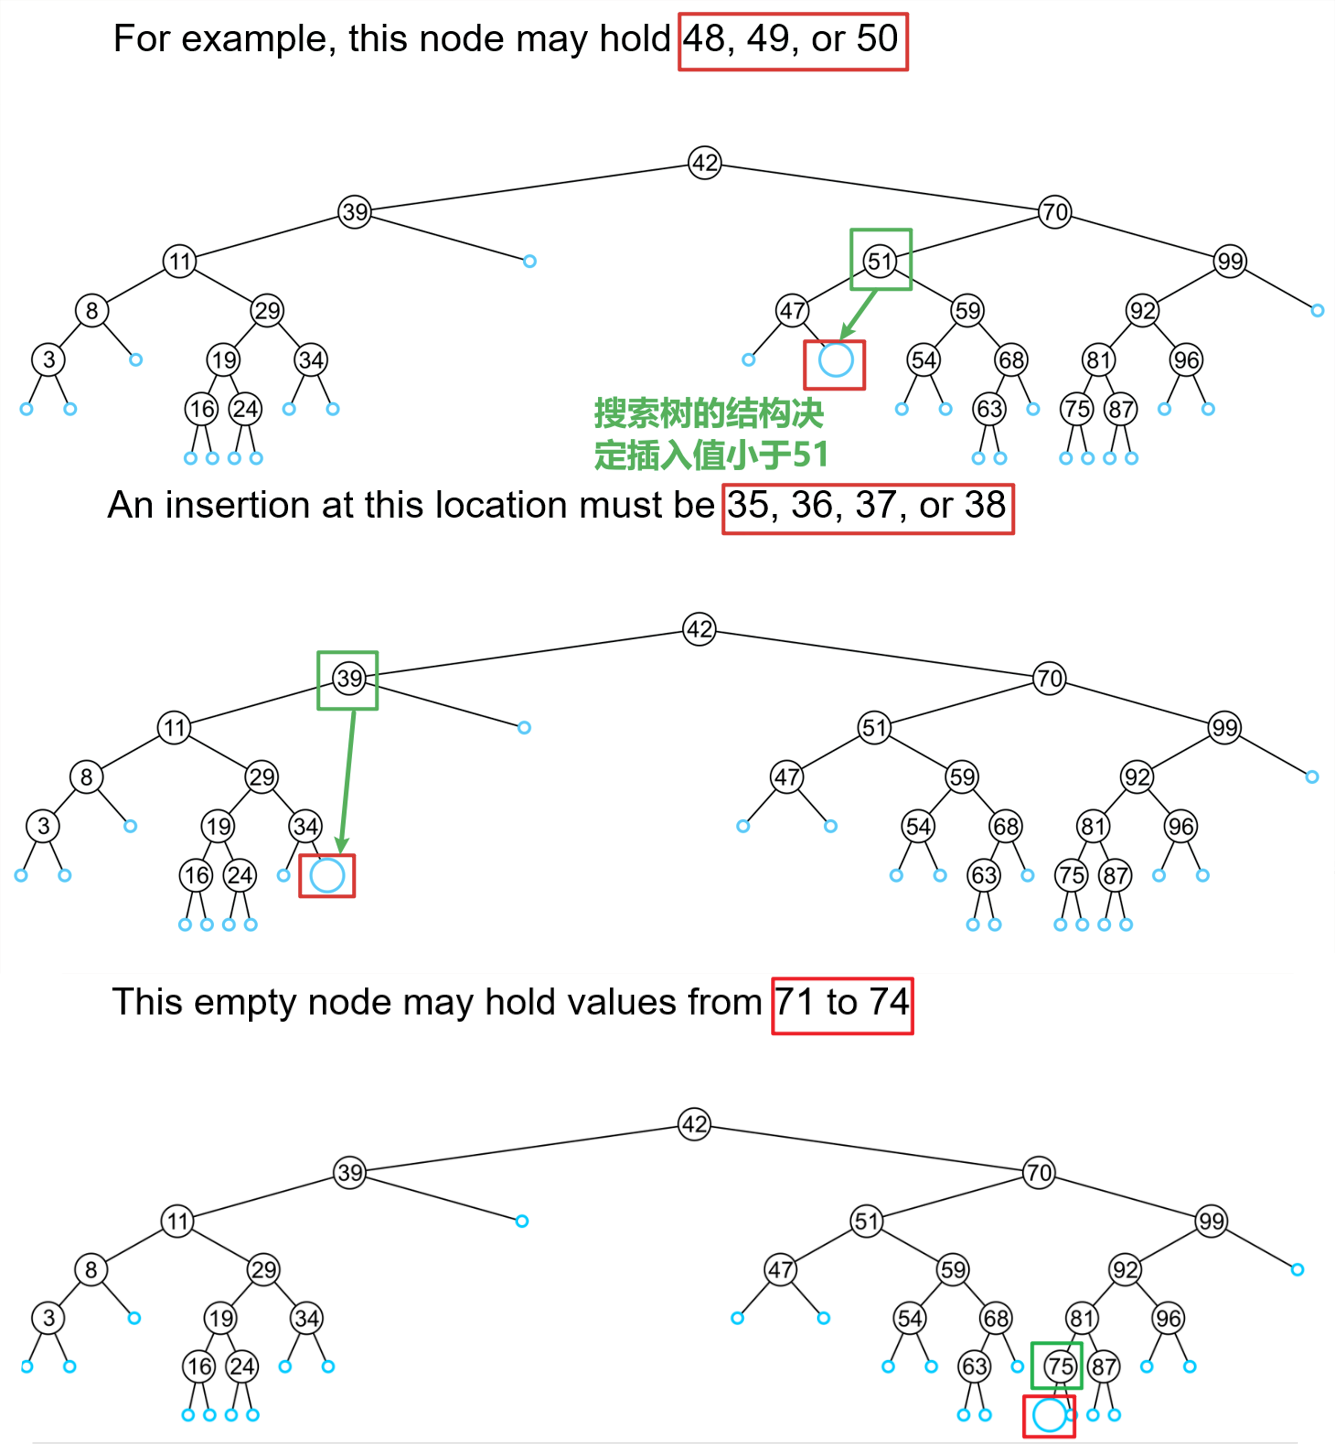 For example, this node may hold 48, 49, or 50
42
39 70
11 51 99
8 29 47 59 92
3 19 34 54 68 81 96
16 24 63 75 87
搜索树的结构决
定插入值小于51
An insertion at this location must be 35, 36, 37, or 38
42
39 70
11 51 99
8 29 47 59 92
3 19 34 54 68 81 96
16 24 63 75 87
This empty node may hold values from 71 to 74
42
39 70
11 51 99
8 29 47 59 92
3 19 34 54 68 81 96
16 24 63 75 87